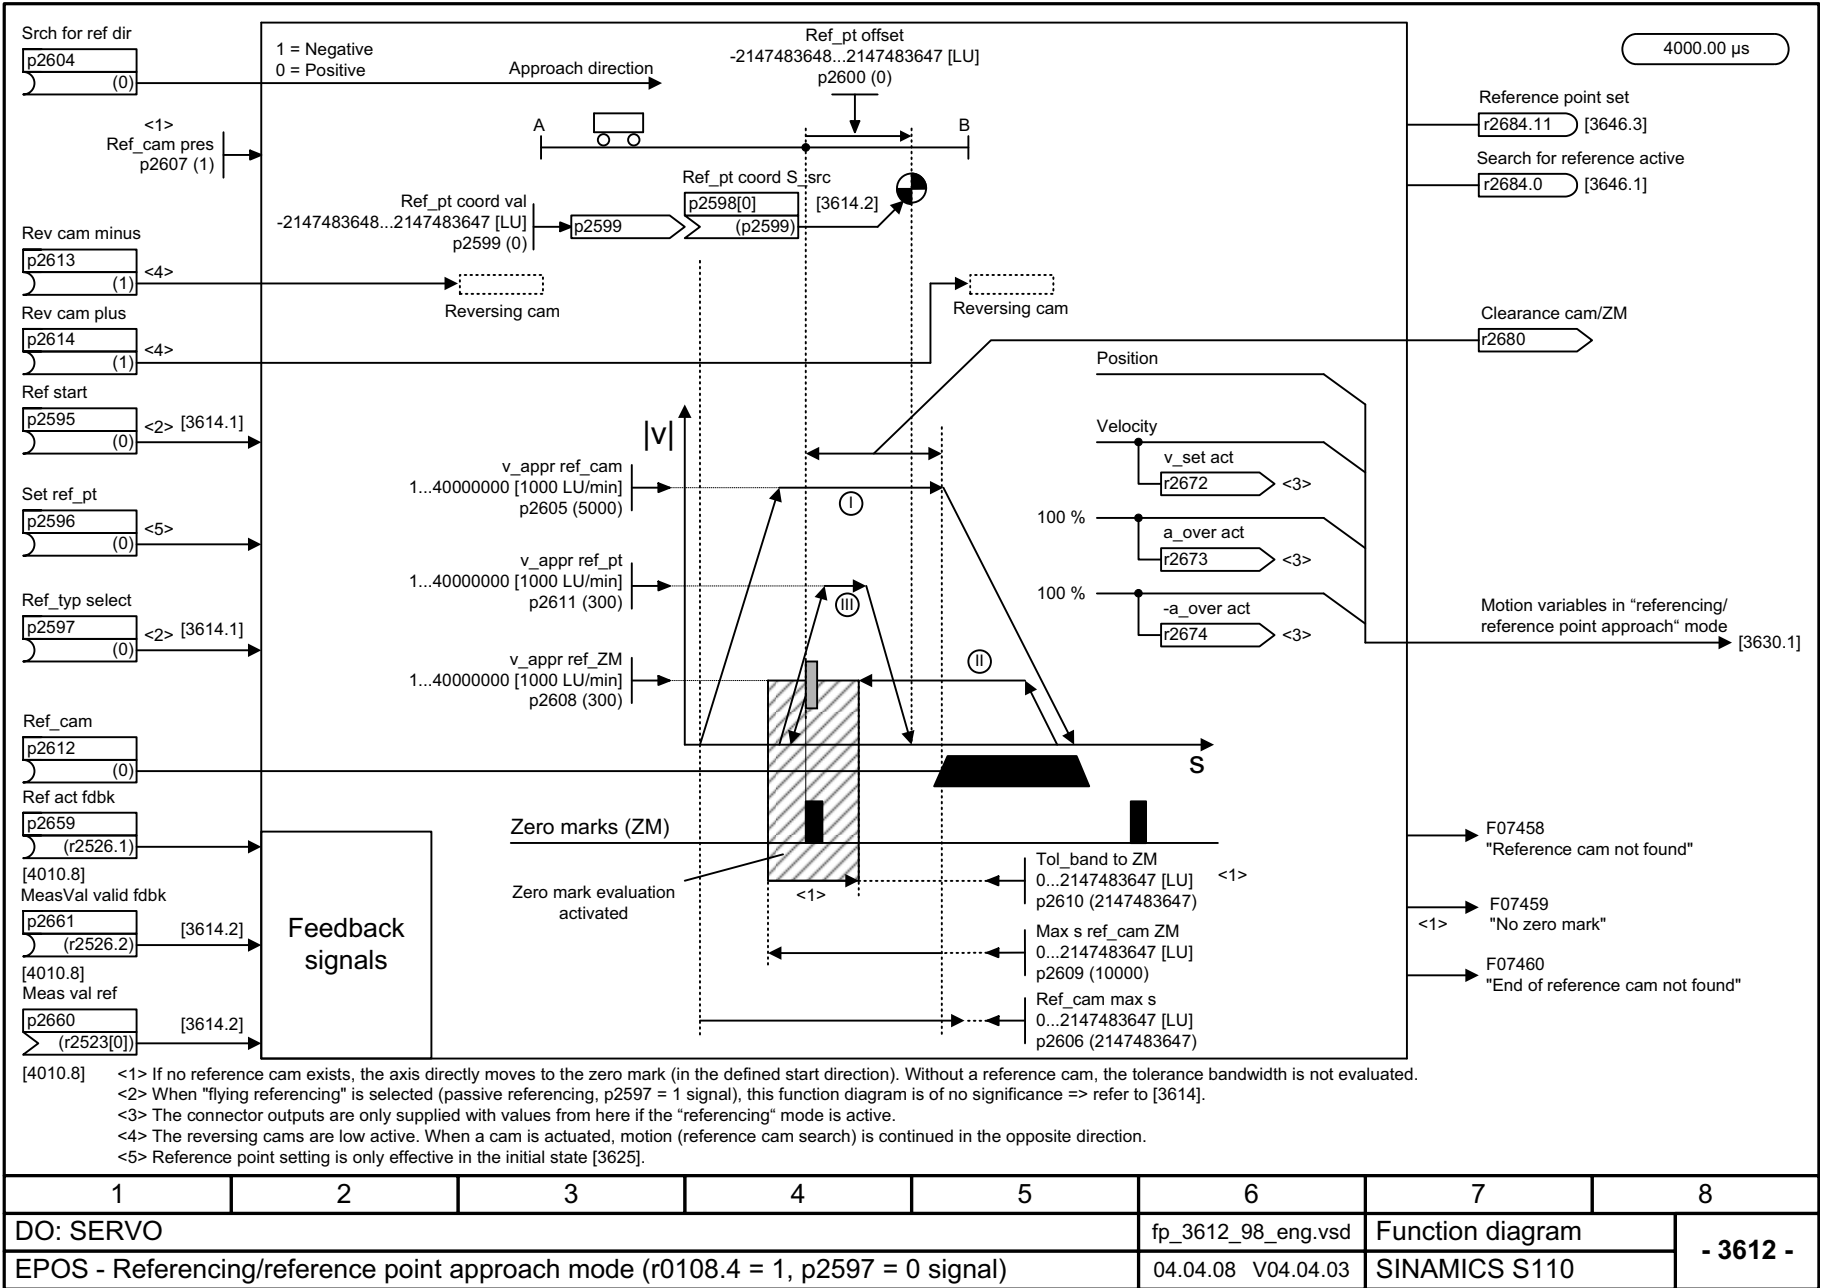 Srch for ref dir
p2604
(0)
1 = Negative
0 = Positive
Approach direction
Ref_pt offset
-2147483648...2147483647 [LU]
p2600 (0)
4000.00 µs
<1>
Ref_cam pres
p2607 (1)
A
B
Reference point set
r2684.11
[3646.3]
Search for reference active
r2684.0
[3646.1]
Ref_pt coord val
-2147483648...2147483647 [LU]
p2599 (0)
p2599
Ref_pt coord S_src
p2598[0]
(p2599)
[3614.2]
Rev cam minus
p2613
(1)
<4>
Reversing cam
Reversing cam
Rev cam plus
p2614
(1)
<4>
Clearance cam/ZM
r2680
Ref start
p2595
(0)
<2> [3614.1]
Position
Velocity
v_set act
r2672
<3>
100 %
a_over act
r2673
<3>
100 %
-a_over act
r2674
<3>
|v|
v_appr ref_cam
1...40000000 [1000 LU/min]
p2605 (5000)
I
Set ref_pt
p2596
(0)
<5>
v_appr ref_pt
1...40000000 [1000 LU/min]
p2611 (300)
III
Ref_typ select
p2597
(0)
<2> [3614.1]
v_appr ref_ZM
1...40000000 [1000 LU/min]
p2608 (300)
II
Motion variables in “referencing/
reference point approach“ mode
[3630.1]
Ref_cam
p2612
(0)
s
Ref act fdbk
p2659
(r2526.1)
[4010.8]
MeasVal valid fdbk
p2661
(r2526.2)
[3614.2]
[4010.8]
Meas val ref
p2660
(r2523[0])
[3614.2]
[4010.8]
Feedback
signals
Zero marks (ZM)
Zero mark evaluation
activated
<1>
Tol_band to ZM
0...2147483647 [LU]
p2610 (2147483647)
<1>
Max s ref_cam ZM
0...2147483647 [LU]
p2609 (10000)
Ref_cam max s
0...2147483647 [LU]
p2606 (2147483647)
F07458
"Reference cam not found"
<1>
F07459
"No zero mark"
F07460
"End of reference cam not found"
<1> If no reference cam exists, the axis directly moves to the zero mark (in the defined start direction). Without a reference cam, the tolerance bandwidth is not evaluated.
<2> When "flying referencing" is selected (passive referencing, p2597 = 1 signal), this function diagram is of no significance => refer to [3614].
<3> The connector outputs are only supplied with values from here if the “referencing“ mode is active.
<4> The reversing cams are low active. When a cam is actuated, motion (reference cam search) is continued in the opposite direction.
<5> Reference point setting is only effective in the initial state [3625].
1 2 3 4 5 6 7 8
DO: SERVO
fp_3612_98_eng.vsd
Function diagram
- 3612 -
EPOS - Referencing/reference point approach mode (r0108.4 = 1, p2597 = 0 signal)
04.04.08 V04.04.03
SINAMICS S110